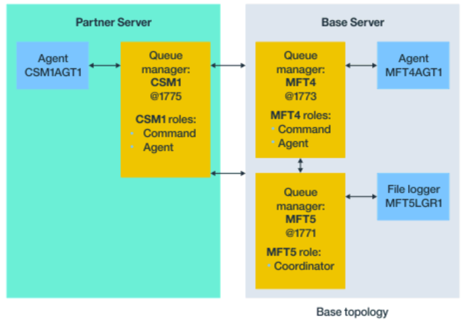 Partner Server
Base Server
Agent
CSM1AGT1
Queue
manager:
CSM1
@1775
CSM1 roles:
Command
Agent
Queue
manager:
MFT4
@1773
MFT4 roles:
Command
Agent
Agent
MFT4AGT1
Queue
manager:
MFT5
@1771
MFT5 role:
Coordinator
File logger
MFT5LGR1
Base topology